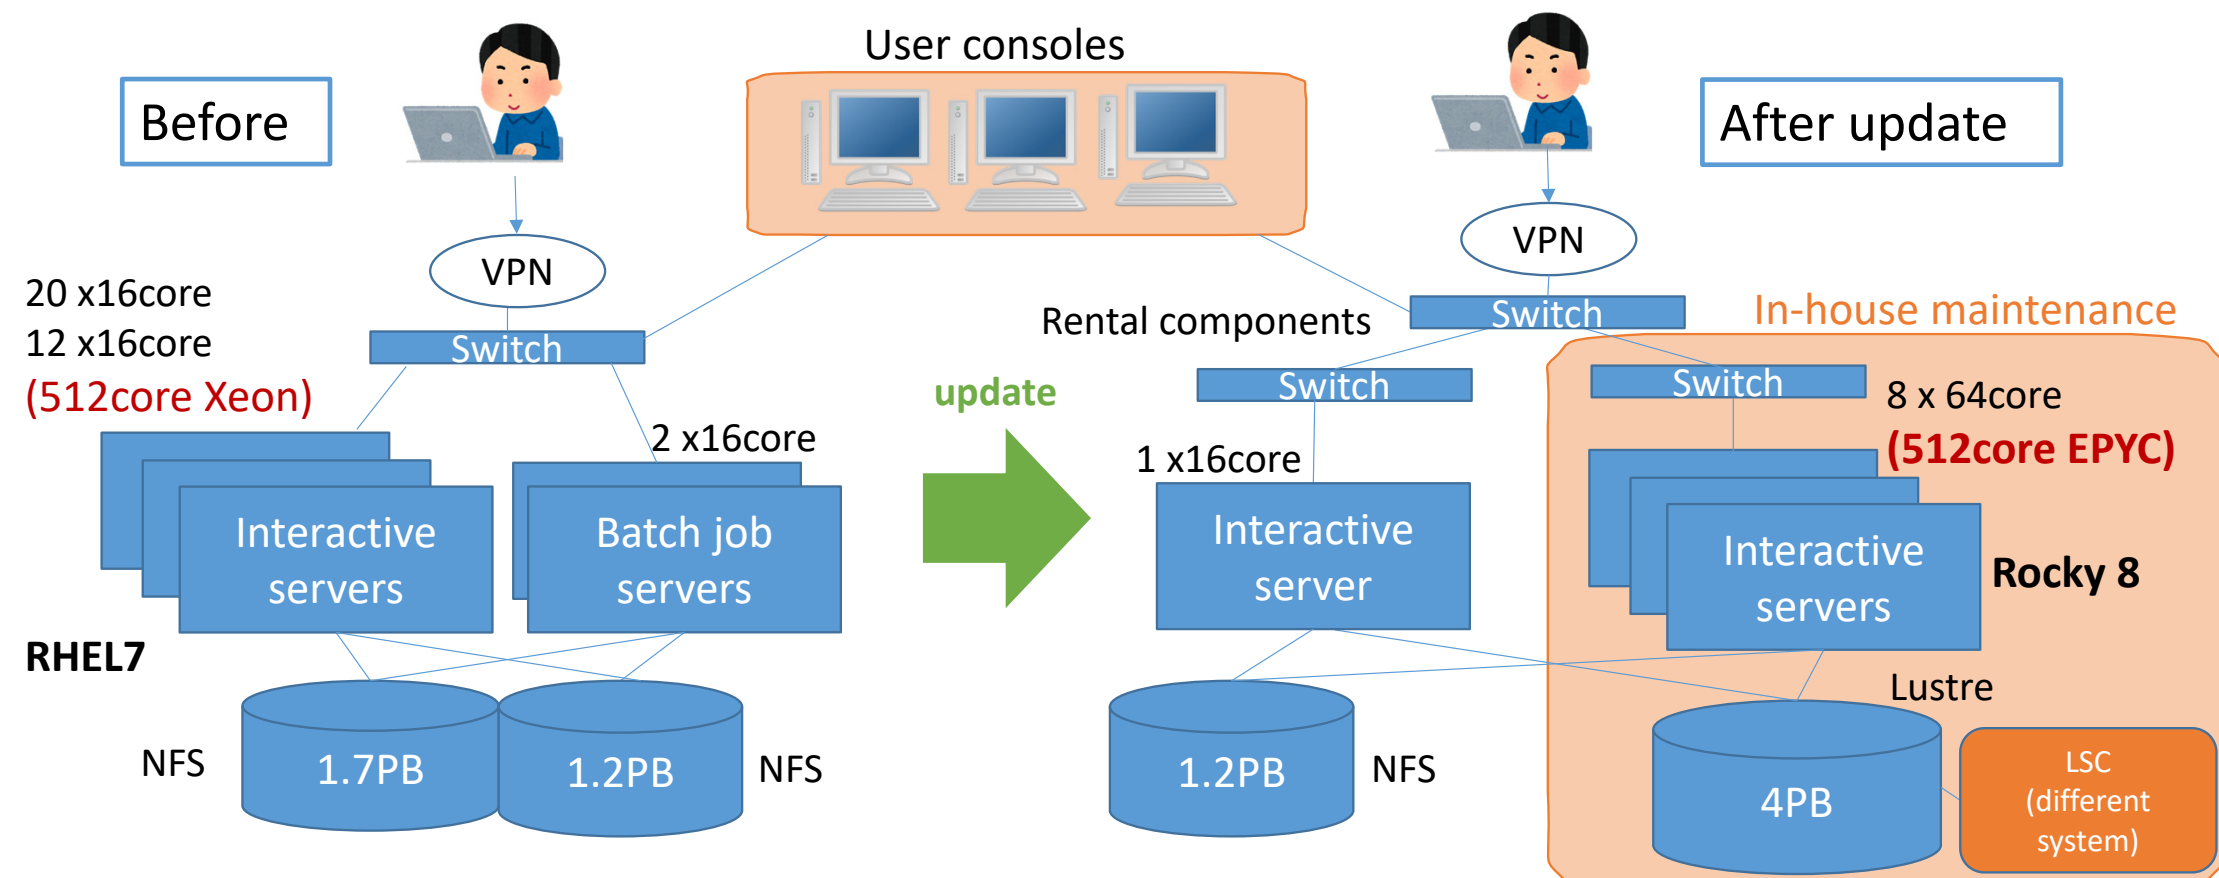 User consoles
Before
After update
VPN
VPN
20 x16core
12 x16core
(512core Xeon)
Switch
Rental components
Switch
In-house maintenance
update
Switch
Switch
8 x 64core
(512core EPYC)
2 x16core
1 x16core
Interactive
servers
Batch job
servers
Interactive
server
Interactive
servers
Rocky 8
RHEL7
Lustre
NFS
1.7PB
1.2PB
NFS
1.2PB
NFS
4PB
LSC
(different
system)